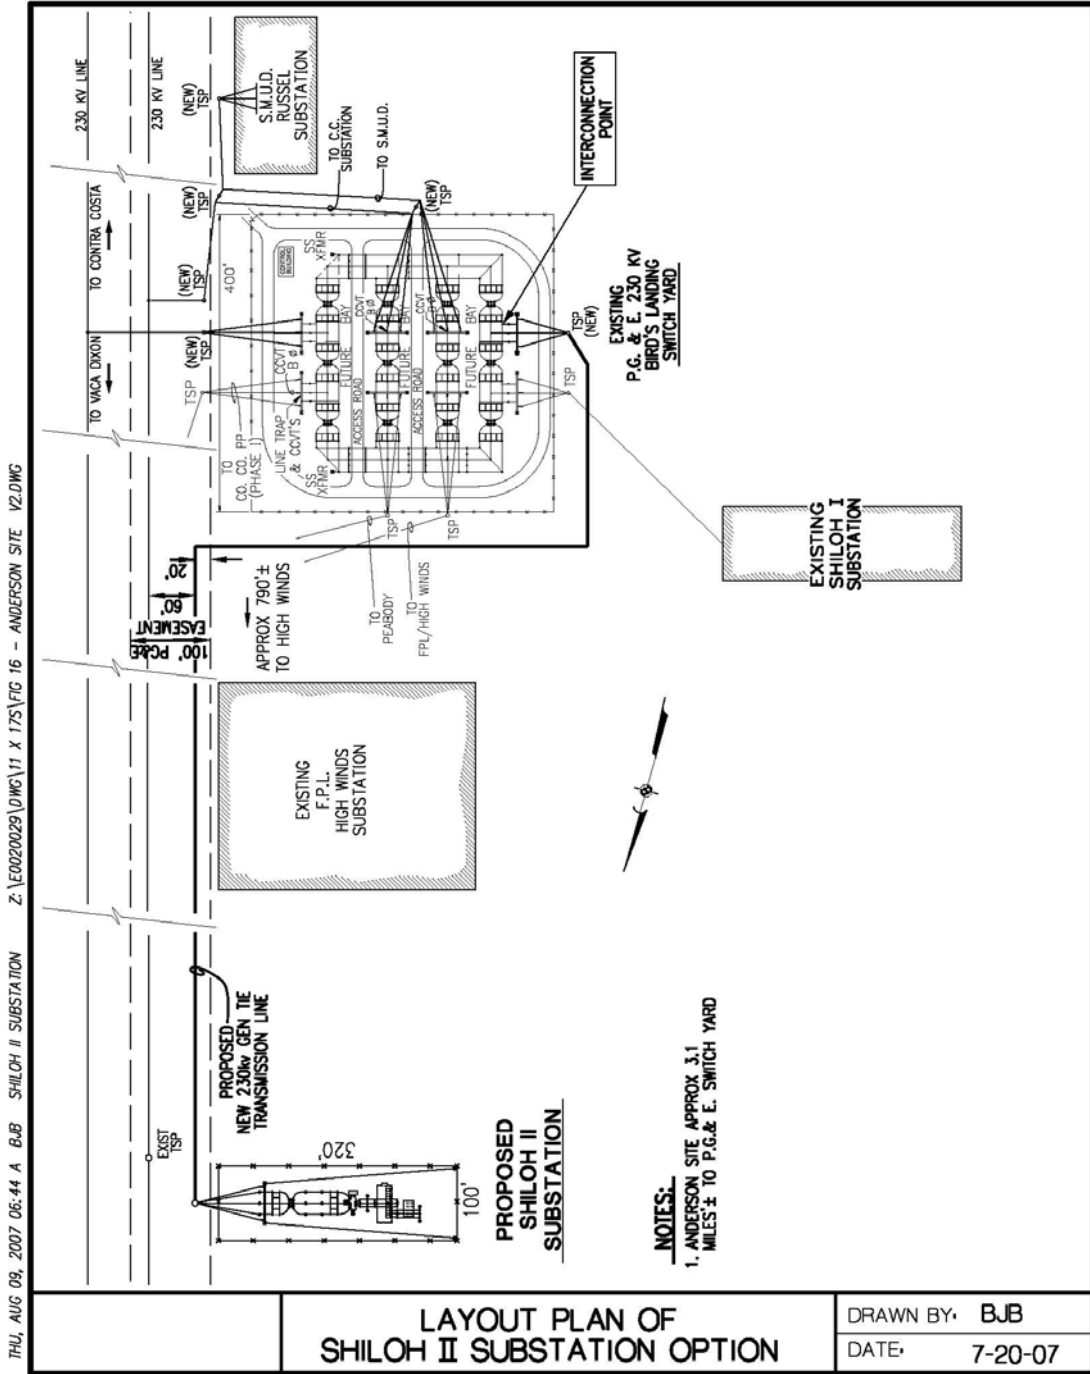 THU, AUG 09, 2007 06:44 A BJB SHILOH II SUBSTATION Z:\E0020029\DWG\11 X 17S\FIG 16 - ANDERSON SITE V2.DWG
230 KV LINE
230 KV LINE
(NEW)
TSP
S.M.U.D.
RUSSEL
SUBSTATION
TO C.C.
SUBSTATION
TO S.M.U.D.
INTERCONNECTION
POINT
TO CONTRA COSTA
TO VACA DIXON
(NEW)
TSP
(NEW)
TSP
(NEW)
TSP
(NEW)
TSP
TSP
400'
CONTROL
BUILDING
SS
XFMR
CCVT
B Ø
BAY
FUTURE
CCVT
B Ø
BAY
FUTURE
ACCESS ROAD
CCVT
B Ø
BAY
FUTURE
ACCESS ROAD
LINE TRAP
& CCVT'S
SS
XFMR
TO
CO. CO. PP
(PHASE I)
TSP
(NEW)
TSP
EXISTING
P.G. & E. 230 KV
BIRD'S LANDING
SWITCH YARD
TSP
TSP
TO
PEABODY
TO
FPL/HIGH WINDS
EXISTING
SHILOH I
SUBSTATION
20'
60'
100' PG&E
EASEMENT
APPROX 790'±
TO HIGH WINDS
EXISTING
F.P.L.
HIGH WINDS
SUBSTATION
PROPOSED
NEW 230kv GEN TIE
TRANSMISSION LINE
EXIST
TSP
320'
100'
PROPOSED
SHILOH II
SUBSTATION
NOTES:
1. ANDERSON SITE APPROX 3.1
MILES'± TO P.G.& E. SWITCH YARD
LAYOUT PLAN OF
SHILOH II SUBSTATION OPTION
DRAWN BY: BJB
DATE: 7-20-07